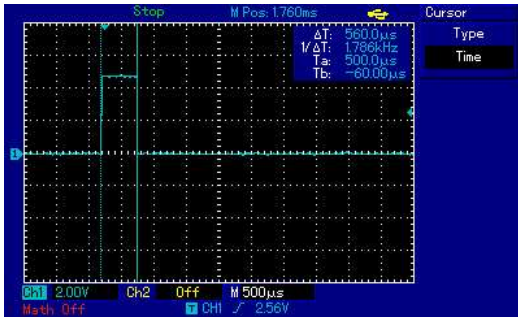 Stop M Pos: 1.760ms Cursor
ΔT: 560.0μs Type
1/ΔT: 1.786kHz
Ta: 500.0μs Time
Tb: -60.00μs
1
Ch1 2.00V Ch2 Off M 500μs
Math Off T CH1 2.56V